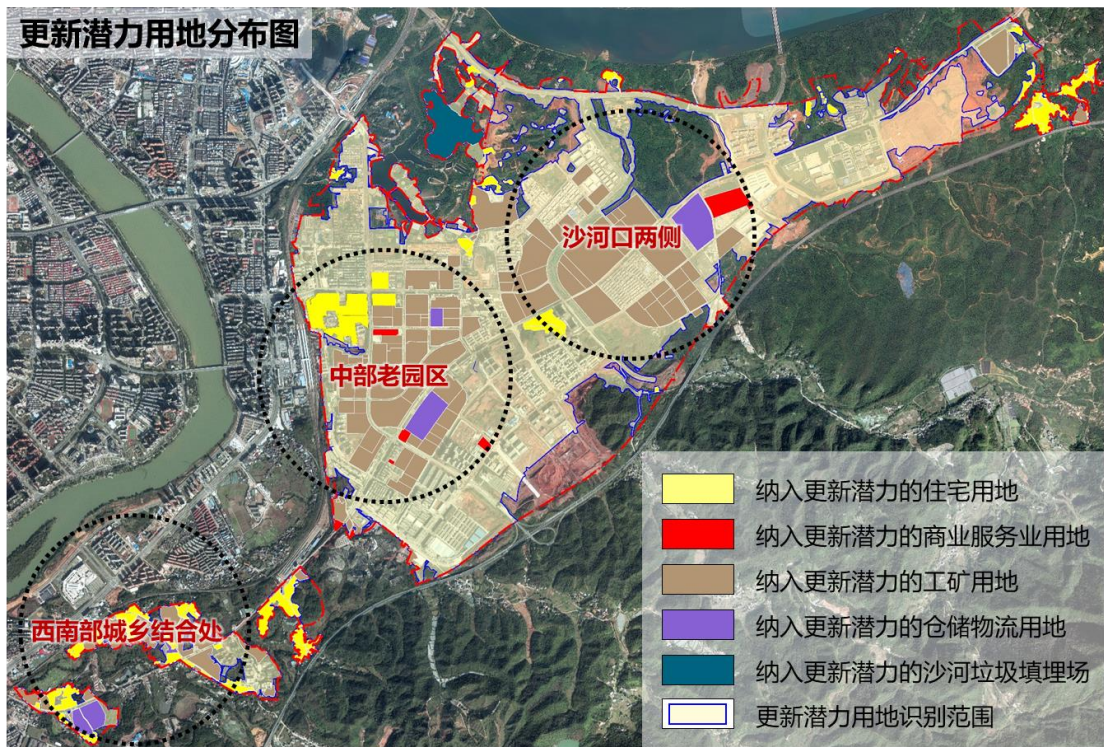 更新潜力用地分布图
沙河口两侧
中部老园区
西南部城乡结合处
纳入更新潜力的住宅用地
纳入更新潜力的商业服务业用地
纳入更新潜力的工矿用地
纳入更新潜力的仓储物流用地
纳入更新潜力的沙河垃圾填埋场
更新潜力用地识别范围